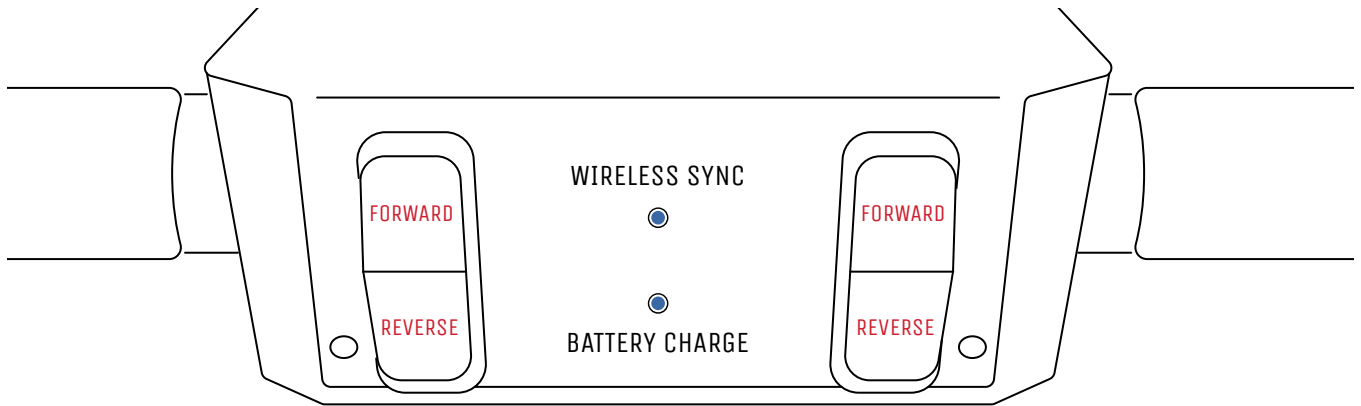 WIRELESS SYNC
FORWARD
FORWARD
REVERSE
REVERSE
BATTERY CHARGE